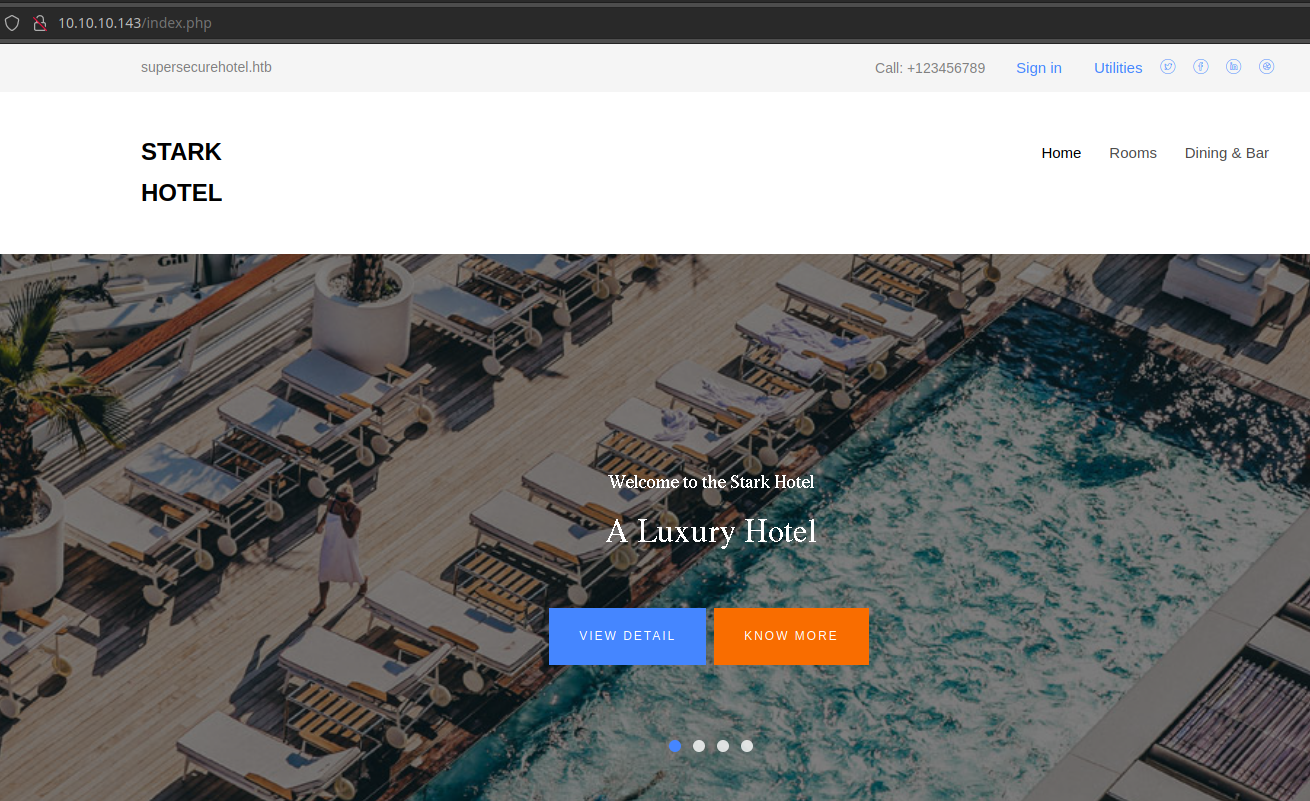 10.10.10.143/index.php
supersecurehotel.htb Call: +123456789 Sign in Utilities
STARK
HOTEL
Home Rooms Dining & Bar
Gill
Welcome to the Stark Hotel
A Luxury Hotel
VIEW DETAIL KNOW MORE